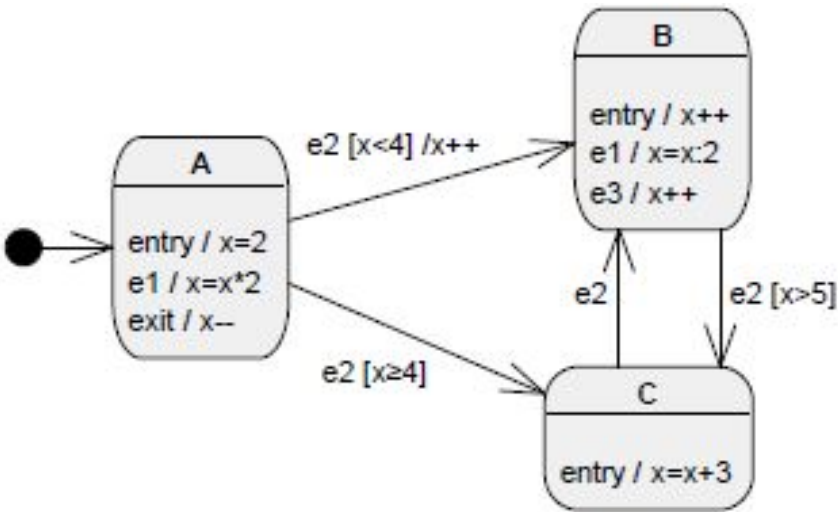 A
entry / x=2
e1 / x=x*2
exit / x--
e2 [x<4] /x++
e2 [x≥4]
B
entry / x++
e1 / x=x:2
e3 / x++
e2
e2 [x>5]
C
entry / x=x+3